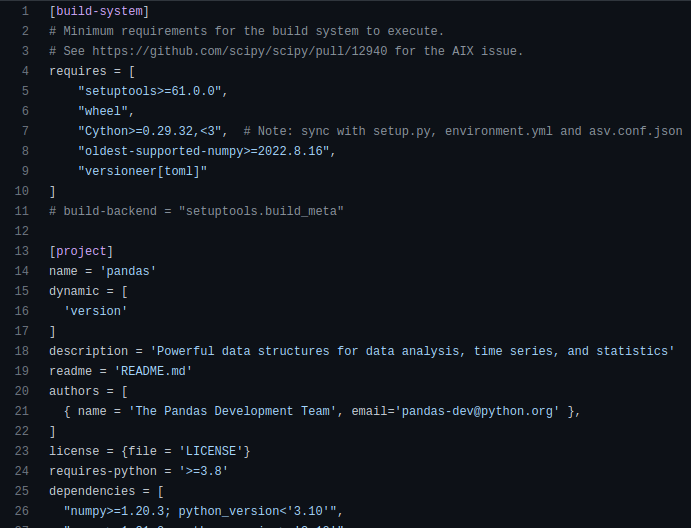 1 [build-system]
2 # Minimum requirements for the build system to execute.
3 # See https://github.com/scipy/scipy/pull/12940 for the AIX issue.
4 requires = [
5     "setuptools>=61.0.0",
6     "wheel",
7     "Cython>=0.29.32,<3",  # Note: sync with setup.py, environment.yml and asv.conf.json
8     "oldest-supported-numpy>=2022.8.16",
9     "versioneer[toml]"
10 ]
11 # build-backend = "setuptools.build_meta"
12
13 [project]
14 name = 'pandas'
15 dynamic = [
16   'version'
17 ]
18 description = 'Powerful data structures for data analysis, time series, and statistics'
19 readme = 'README.md'
20 authors = [
21   { name = 'The Pandas Development Team', email='pandas-dev@python.org' },
22 ]
23 license = {file = 'LICENSE'}
24 requires-python = '>=3.8'
25 dependencies = [
26   "numpy>=1.20.3; python_version<'3.10'",